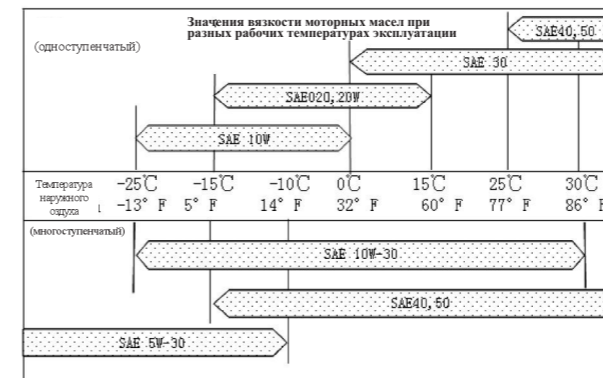 Значения вязкости моторных масел при
разных рабочих температурах эксплуатации
SAE40,50
(одноступенчатый)
SAE 30
SAE020,20W
SAE 10W
Температура
наружного
оздуха
-25℃ -15℃ -10℃ 0℃ 15℃ 25℃ 30℃
l -13° F 5° F 14° F 32° F 60° F 77° F 86° F
(многоступенчатый)
SAE 10W-30
SAE40,50
SAE 5W-30